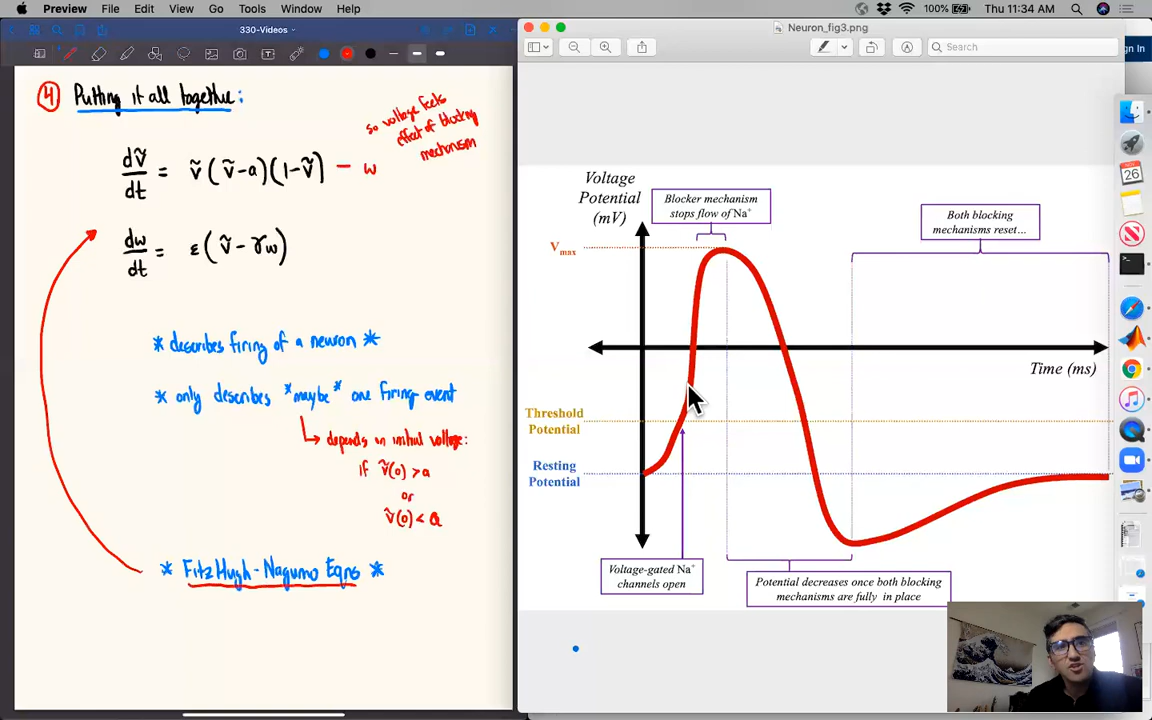 Preview File Edit View Go Tools Window Help
100% Thu 11:34 AM
330-Videos
Neuron_fig3.png
Search
Sign In
④ Putting it all together:
so voltage feels
effect of blocking
mechanism
dṽ/dt = ṽ(ṽ-a)(1-ṽ) - w
dw/dt = ε(ṽ-γw)
* describes firing of a neuron *
* only describes *maybe* one firing event
↳ depends on initial voltage:
if ṽ(0) > a
or
ṽ(0) < a
* FitzHugh-Nagumo Eqns *
Voltage
Potential
(mV)
Blocker mechanism
stops flow of Na⁺
Both blocking
mechanisms reset...
Vmax
Time (ms)
Threshold
Potential
Resting
Potential
Voltage-gated Na⁺
channels open
Potential decreases once both blocking
mechanisms are fully in place
26